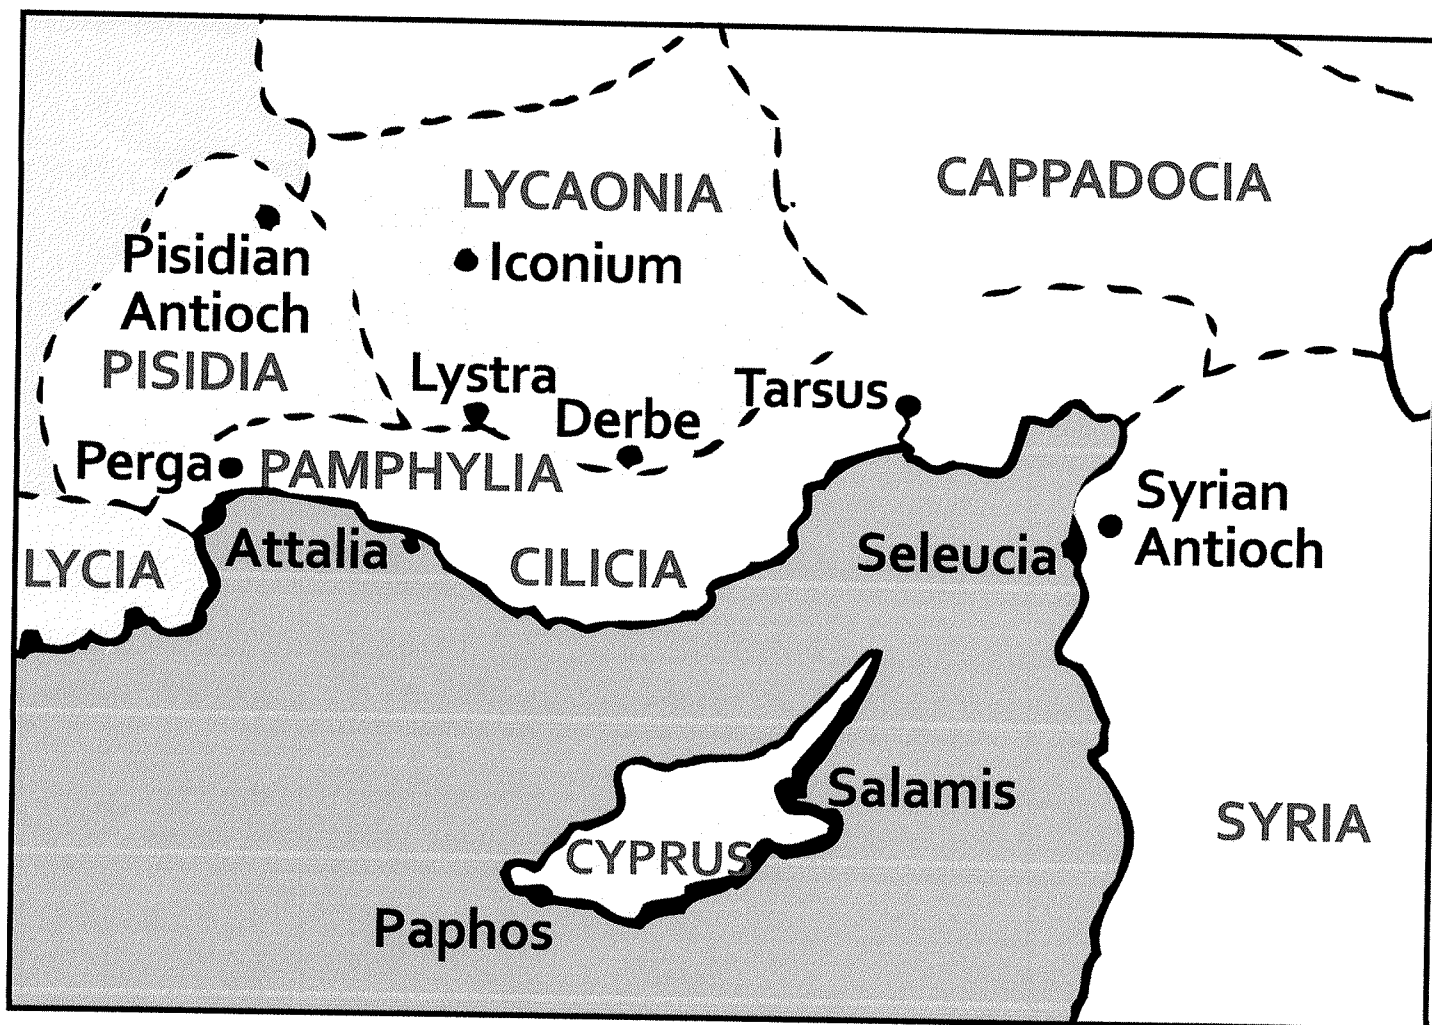 LYCAONIA
CAPPADOCIA
Pisidian
Antioch
Iconium
PISIDIA
Lystra
Derbe
Tarsus
Perga
PAMPHYLIA
Syrian
Antioch
LYCIA
Attalia
CILICIA
Seleucia
Salamis
SYRIA
CYPRUS
Paphos